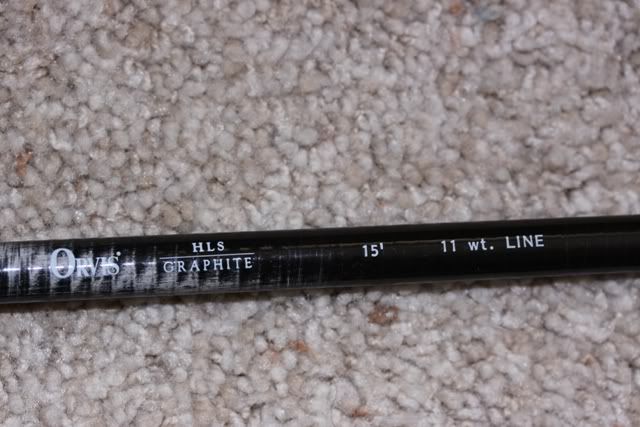 ORVIS®
HLS
GRAPHITE
15'
11 wt. LINE